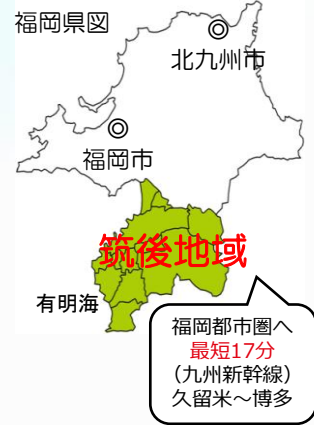 福岡県図
北九州市
福岡市
筑後地域
有明海
福岡都市圏へ
最短17分
（九州新幹線）
久留米～博多